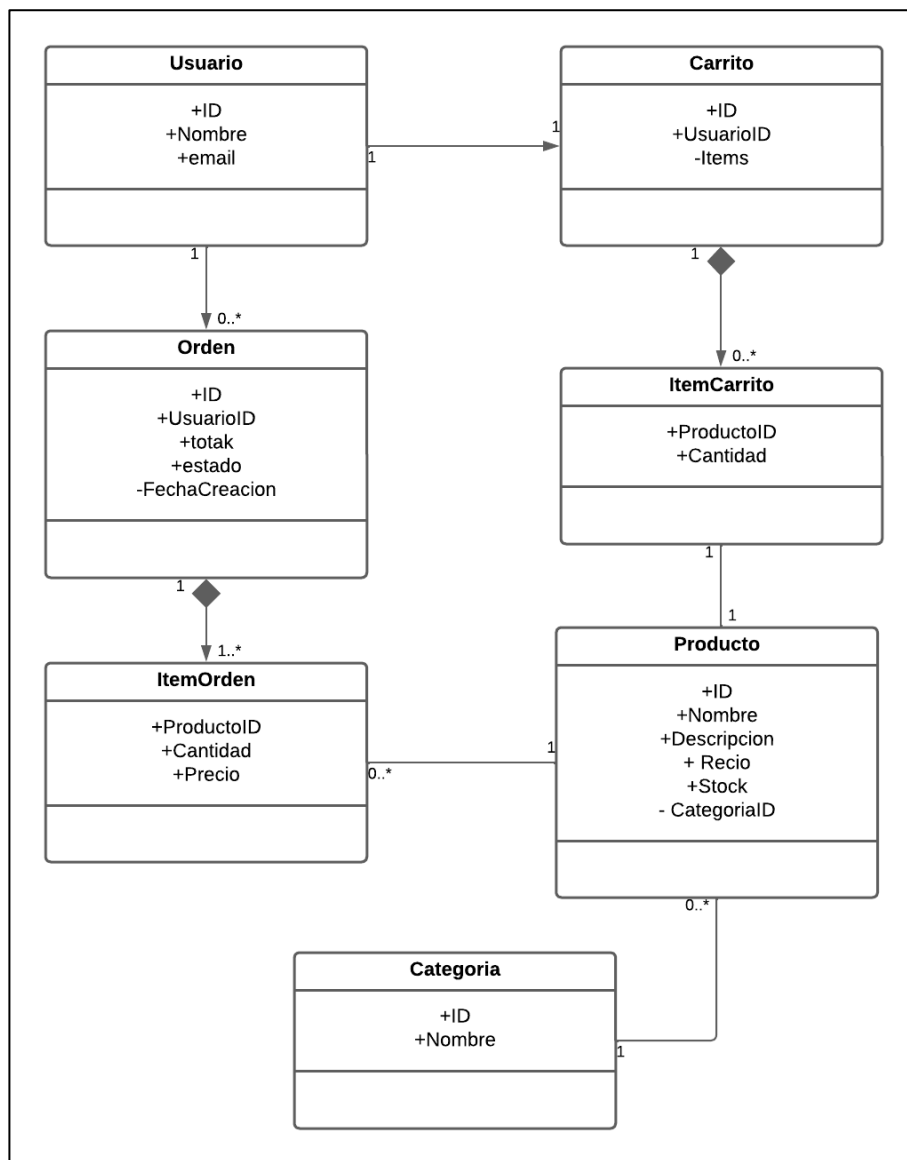 Usuario
+ID
+Nombre
+email
1
1
Carrito
+ID
+UsuarioID
-Items
1
0..*
Orden
+ID
+UsuarioID
+totak
+estado
-FechaCreacion
1
0..*
ItemCarrito
+ProductoID
+Cantidad
1
1
1
1..*
ItemOrden
+ProductoID
+Cantidad
+Precio
0..*
1
Producto
+ID
+Nombre
+Descripcion
+ Recio
+Stock
- CategoriaID
0..*
Categoria
+ID
+Nombre
1